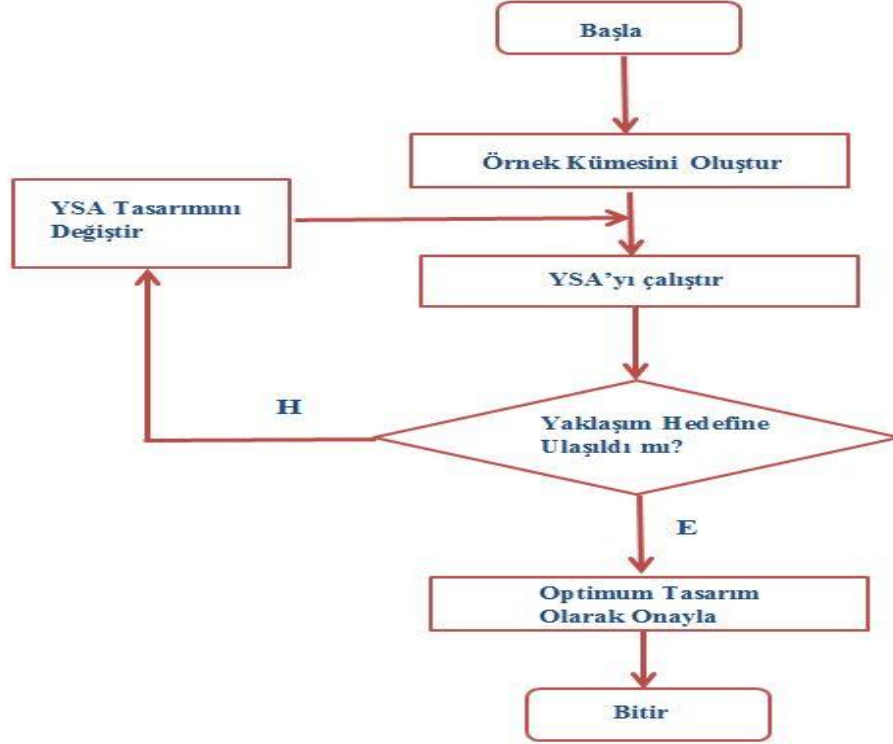 Başla
Örnek Kümesini Oluştur
YSA Tasarımını
Değiştir
YSA'yı çalıştır
H
Yaklaşım Hedefine
Ulaşıldı mı?
E
Optimum Tasarım
Olarak Onayla
Bitir